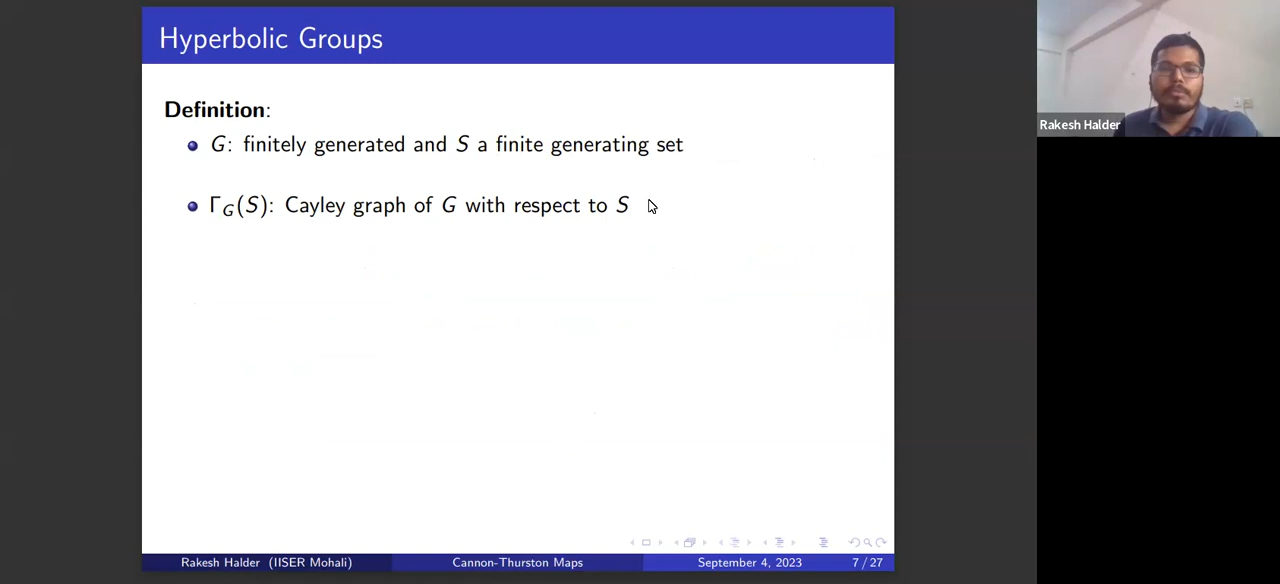 Hyperbolic Groups
Rakesh Halder
Definition:
G: finitely generated and S a finite generating set
Γ_G(S): Cayley graph of G with respect to S
Rakesh Halder (IISER Mohali) Cannon-Thurston Maps September 4, 2023 7 / 27